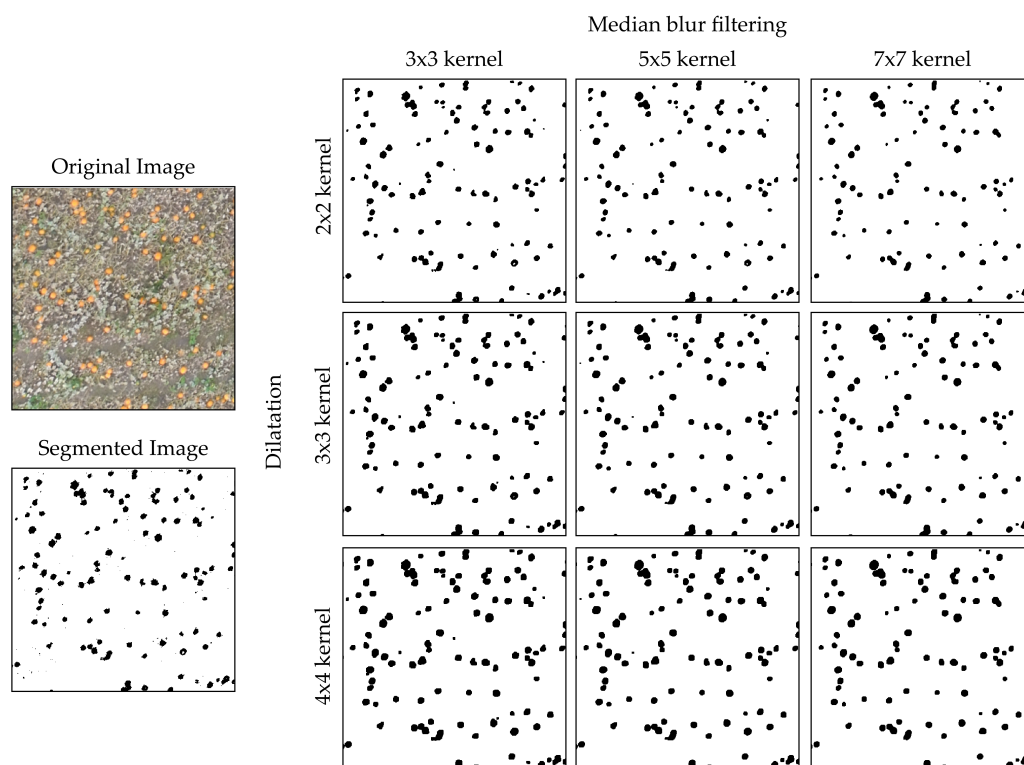 Median blur filtering
3x3 kernel
5x5 kernel
7x7 kernel
Original Image
Segmented Image
Dilatation
2x2 kernel
3x3 kernel
4x4 kernel